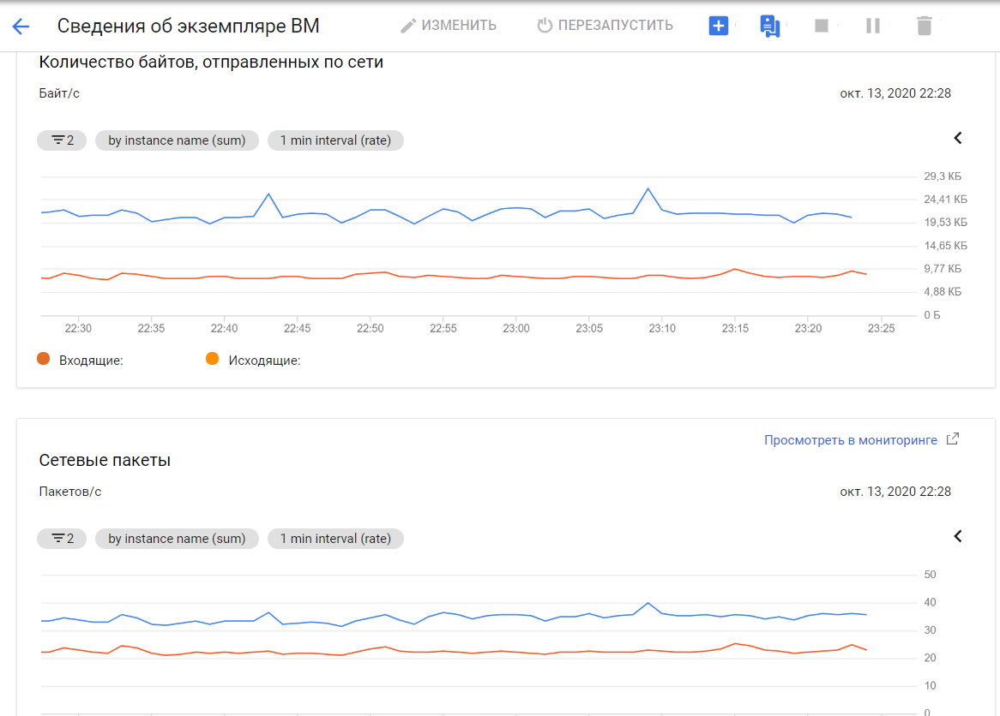 Сведения об экземпляре ВМ ИЗМЕНИТЬ ПЕРЕЗАПУСТИТЬ
Количество байтов, отправленных по сети
Байт/с окт. 13, 2020 22:28
2 by instance name (sum) 1 min interval (rate)
29,3 КБ
24,41 КБ
19,53 КБ
14,65 КБ
9,77 КБ
4,88 КБ
0 Б
22:30 22:35 22:40 22:45 22:50 22:55 23:00 23:05 23:10 23:15 23:20 23:25
Входящие: Исходящие:
Просмотреть в мониторинге
Сетевые пакеты
Пакетов/с окт. 13, 2020 22:28
2 by instance name (sum) 1 min interval (rate)
50
40
30
20
10
0